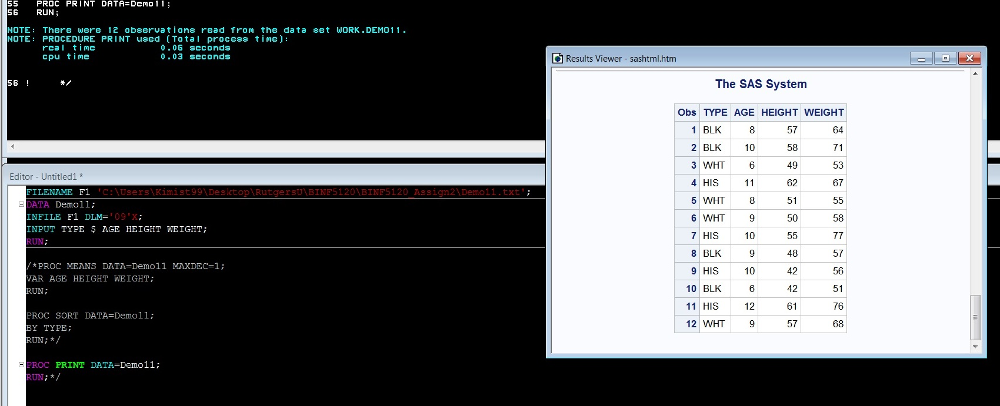 55   PROC PRINT DATA=Demo11;
56   RUN;
NOTE: There were 12 observations read from the data set WORK.DEMO11.
NOTE: PROCEDURE PRINT used (Total process time):
real time           0.06 seconds
cpu time            0.03 seconds
56 !     */
Editor - Untitled1 *
FILENAME F1 'C:\Users\Kimist99\Desktop\RutgersU\BINF5120\BINF5120_Assign2\Demo11.txt';
DATA Demo11;
INFILE F1 DLM='09'X;
INPUT TYPE $ AGE HEIGHT WEIGHT;
RUN;
/*PROC MEANS DATA=Demo11 MAXDEC=1;
VAR AGE HEIGHT WEIGHT;
RUN;
PROC SORT DATA=Demo11;
BY TYPE;
RUN;*/
PROC PRINT DATA=Demo11;
RUN;*/
Results Viewer - sashtml.htm
The SAS System
Obs TYPE AGE HEIGHT WEIGHT
1 BLK 8 57 64
2 BLK 10 58 71
3 WHT 6 49 53
4 HIS 11 62 67
5 WHT 8 51 55
6 WHT 9 50 58
7 HIS 10 55 77
8 BLK 9 48 57
9 HIS 10 42 56
10 BLK 6 42 51
11 HIS 12 61 76
12 WHT 9 57 68